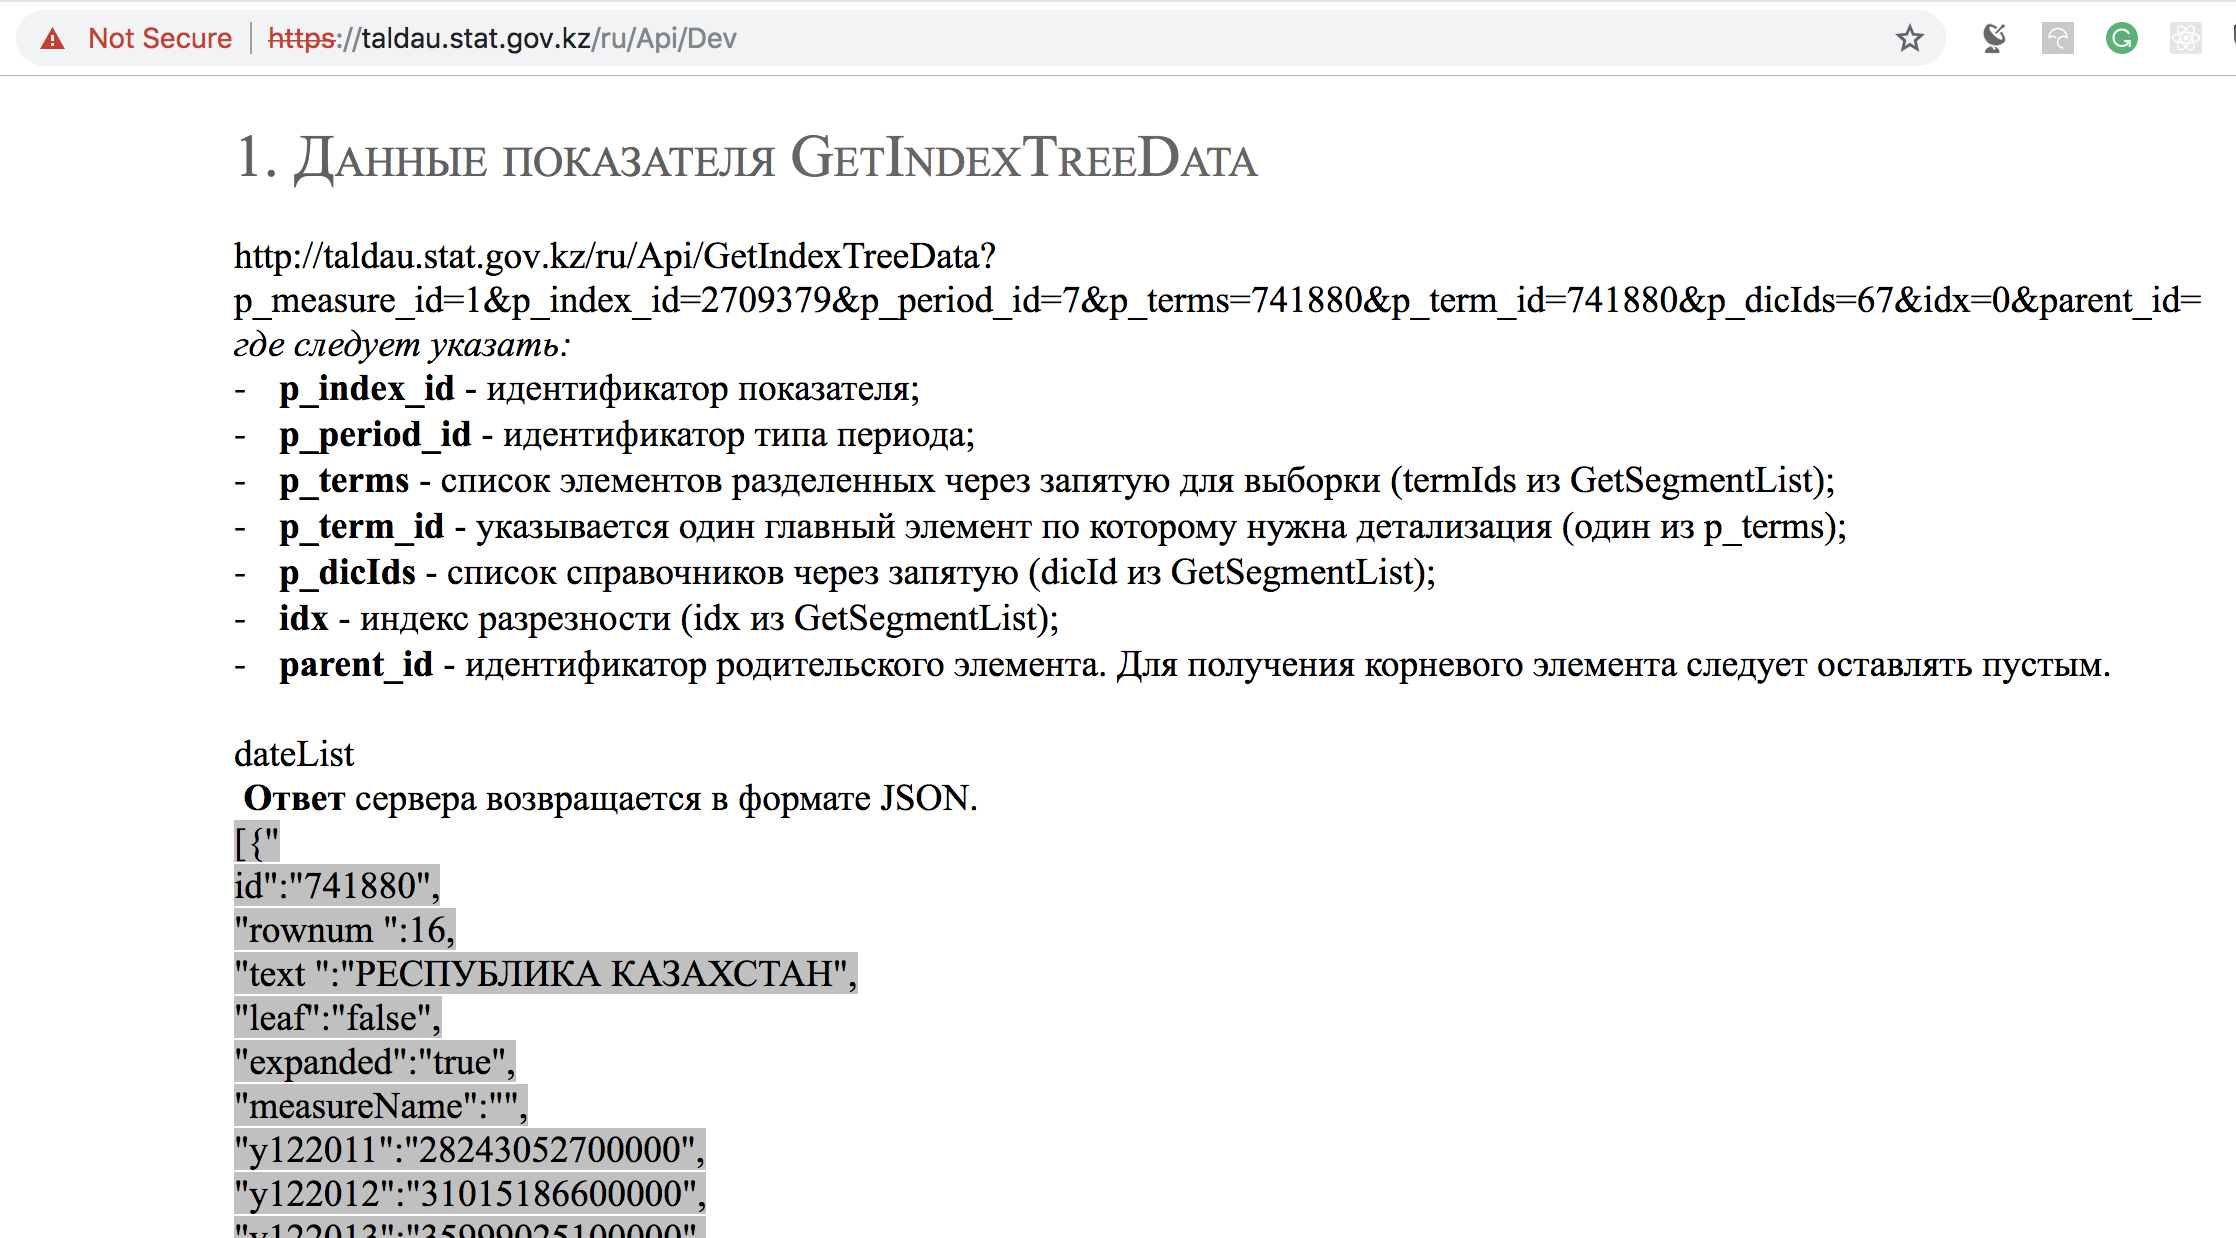 Not Secure
https://taldau.stat.gov.kz/ru/Api/Dev
1. Данные показателя GetIndexTreeData
http://taldau.stat.gov.kz/ru/Api/GetIndexTreeData?
p_measure_id=1&p_index_id=2709379&p_period_id=7&p_terms=741880&p_term_id=741880&p_dicIds=67&idx=0&parent_id=
где следует указать:
- p_index_id - идентификатор показателя;
- p_period_id - идентификатор типа периода;
- p_terms - список элементов разделенных через запятую для выборки (termIds из GetSegmentList);
- p_term_id - указывается один главный элемент по которому нужна детализация (один из p_terms);
- p_dicIds - список справочников через запятую (dicId из GetSegmentList);
- idx - индекс разрезности (idx из GetSegmentList);
- parent_id - идентификатор родительского элемента. Для получения корневого элемента следует оставлять пустым.
dateList
Ответ сервера возвращается в формате JSON.
[{"
id":"741880",
"rownum ":16,
"text ":"РЕСПУБЛИКА КАЗАХСТАН",
"leaf":"false",
"expanded":"true",
"measureName":"",
"y122011":"28243052700000",
"y122012":"31015186600000",
"y122013":"35999025100000"